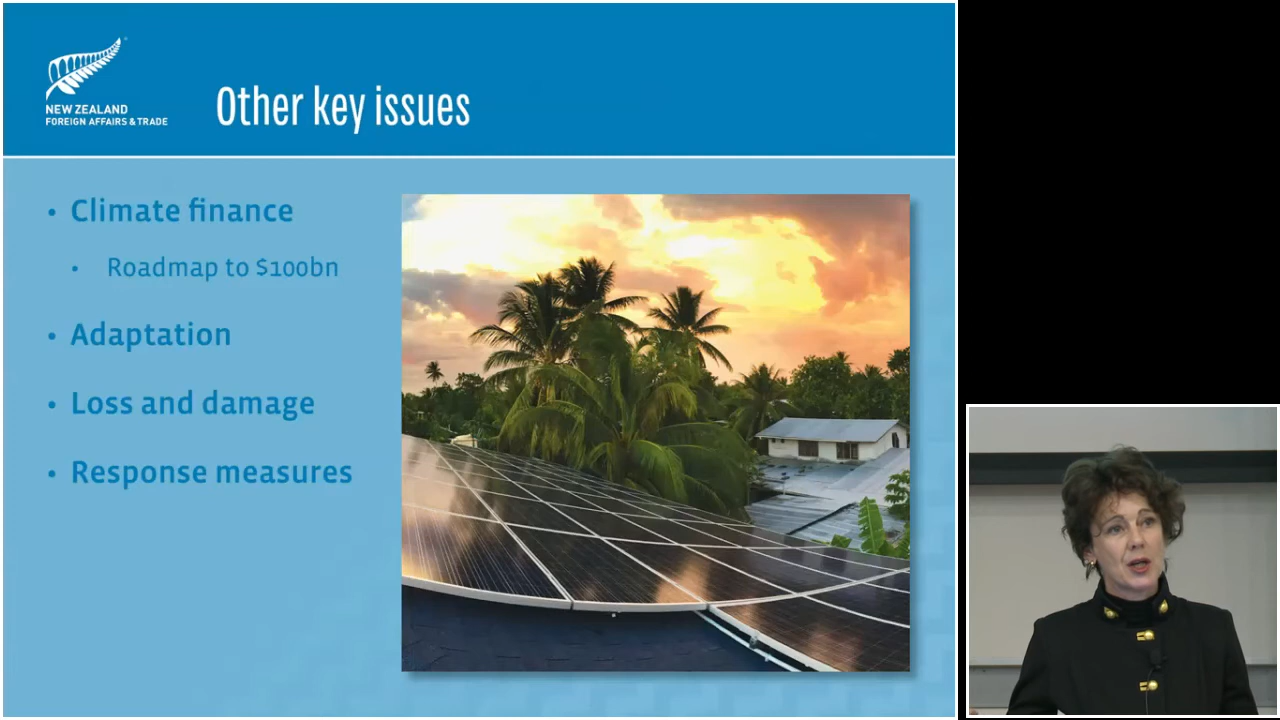 NEW ZEALAND
FOREIGN AFFAIRS & TRADE
Other key issues
• Climate finance
• Roadmap to $100bn
• Adaptation
• Loss and damage
• Response measures